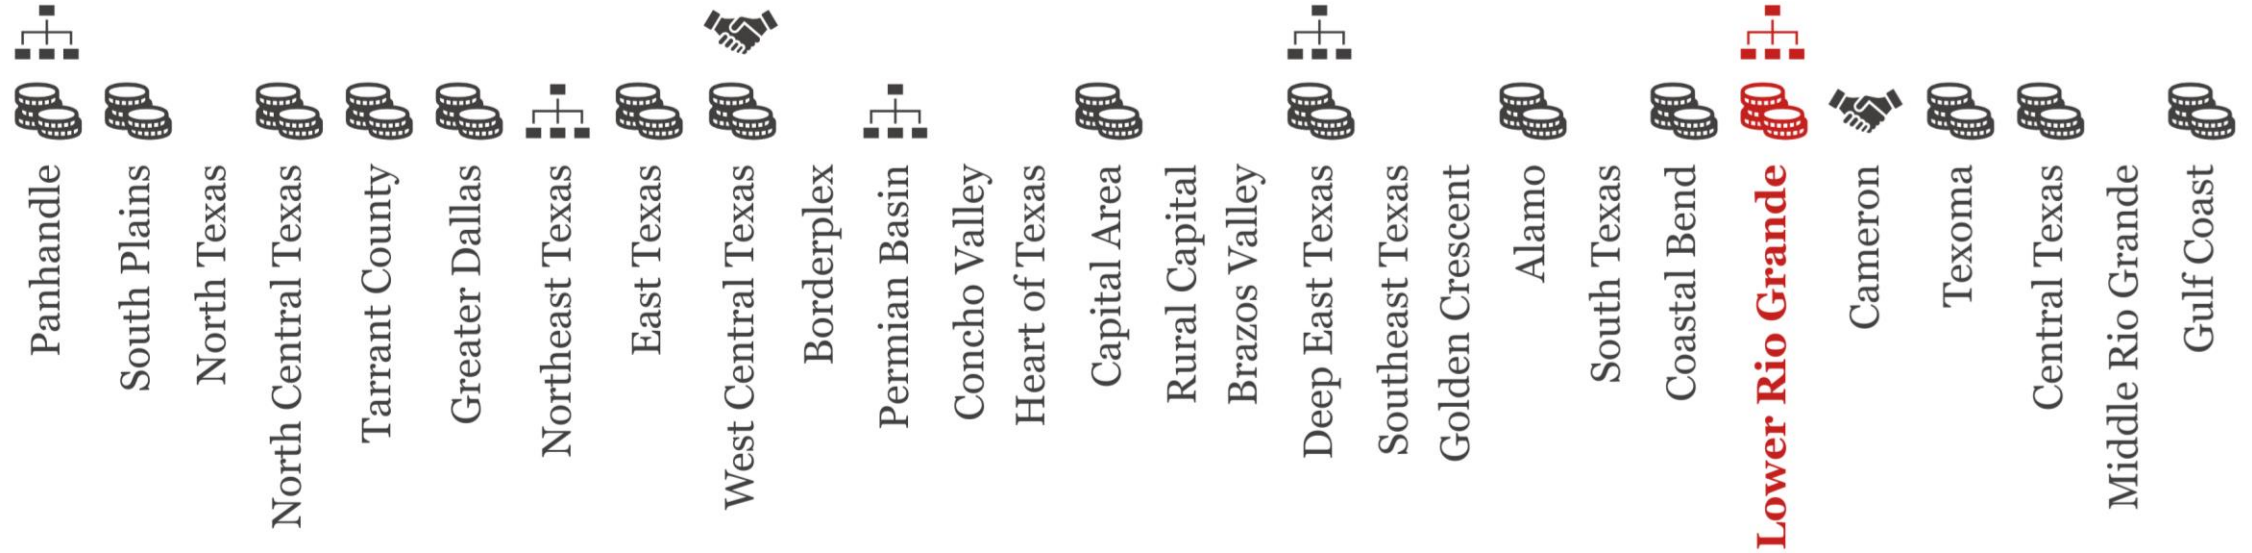 Panhandle
South Plains
North Texas
North Central Texas
Tarrant County
Greater Dallas
Northeast Texas
East Texas
West Central Texas
Borderplex
Permian Basin
Concho Valley
Heart of Texas
Capital Area
Rural Capital
Brazos Valley
Deep East Texas
Southeast Texas
Golden Crescent
Alamo
South Texas
Coastal Bend
Lower Rio Grande
Cameron
Texoma
Central Texas
Middle Rio Grande
Gulf Coast